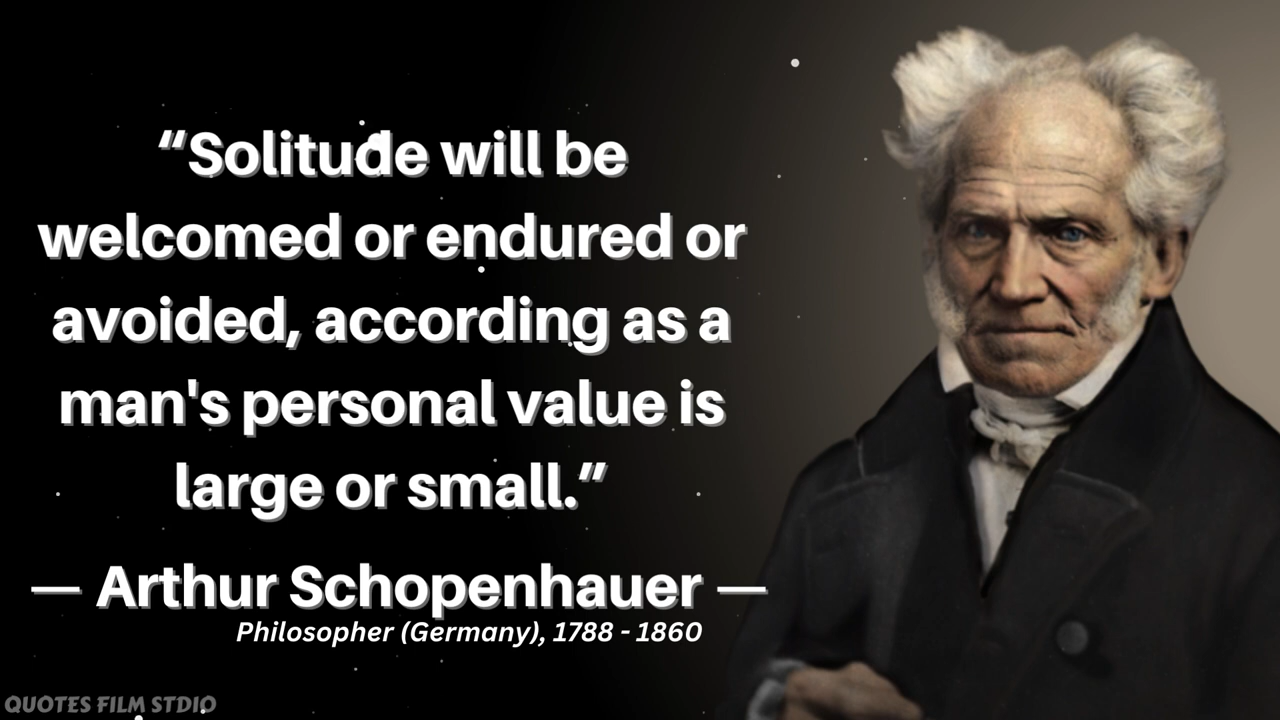 “Solitude will be
welcomed or endured or
avoided, according as a
man's personal value is
large or small.”
— Arthur Schopenhauer —
Philosopher (Germany), 1788 - 1860
QUOTES FILM STDIO